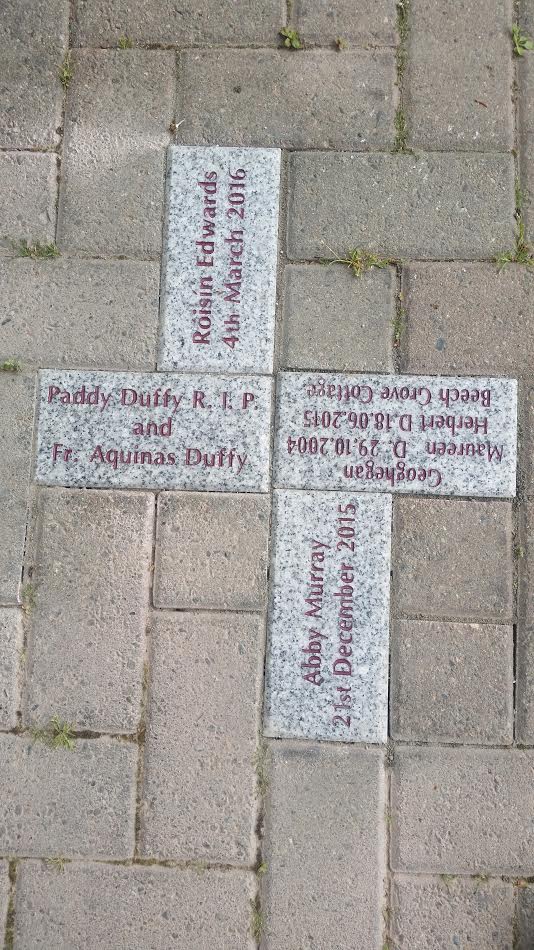 Roisin Edwards
4th March 2016
Paddy Duffy R. I. P.
and
Fr. Aquinas Duffy
Geoghegan
Maureen D. 29.10.2004
Herbert D.18.06.2015
Beech Grove Cottage
Abby Murray
21st December 2015